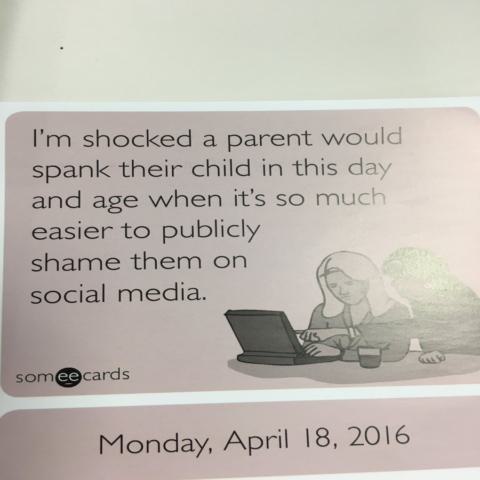 I'm shocked a parent would
spank their child in this day
and age when it's so much
easier to publicly
shame them on
social media.
someecards
Monday, April 18, 2016